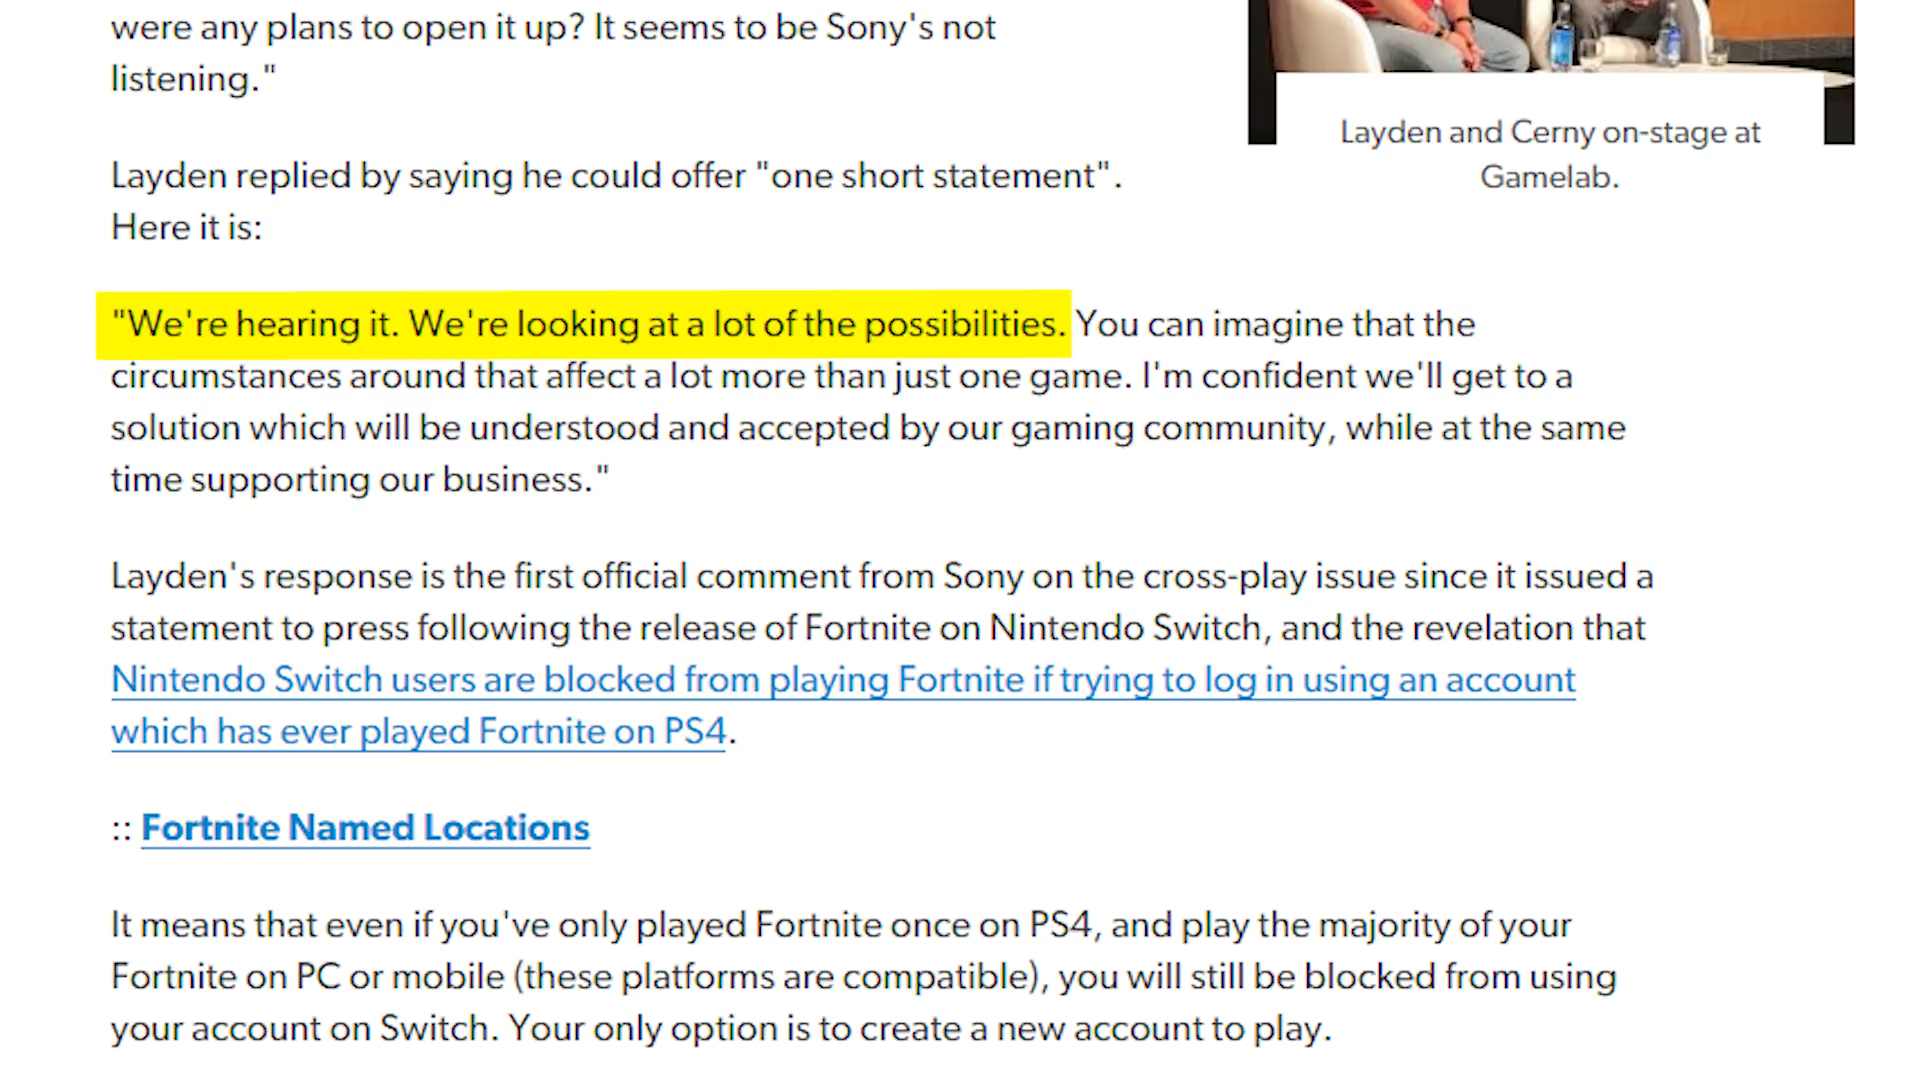 were any plans to open it up? It seems to be Sony's not
listening."
Layden and Cerny on-stage at
Gamelab.
Layden replied by saying he could offer "one short statement".
Here it is:
"We're hearing it. We're looking at a lot of the possibilities. You can imagine that the
circumstances around that affect a lot more than just one game. I'm confident we'll get to a
solution which will be understood and accepted by our gaming community, while at the same
time supporting our business."
Layden's response is the first official comment from Sony on the cross-play issue since it issued a
statement to press following the release of Fortnite on Nintendo Switch, and the revelation that
Nintendo Switch users are blocked from playing Fortnite if trying to log in using an account
which has ever played Fortnite on PS4.
:: Fortnite Named Locations
It means that even if you've only played Fortnite once on PS4, and play the majority of your
Fortnite on PC or mobile (these platforms are compatible), you will still be blocked from using
your account on Switch. Your only option is to create a new account to play.